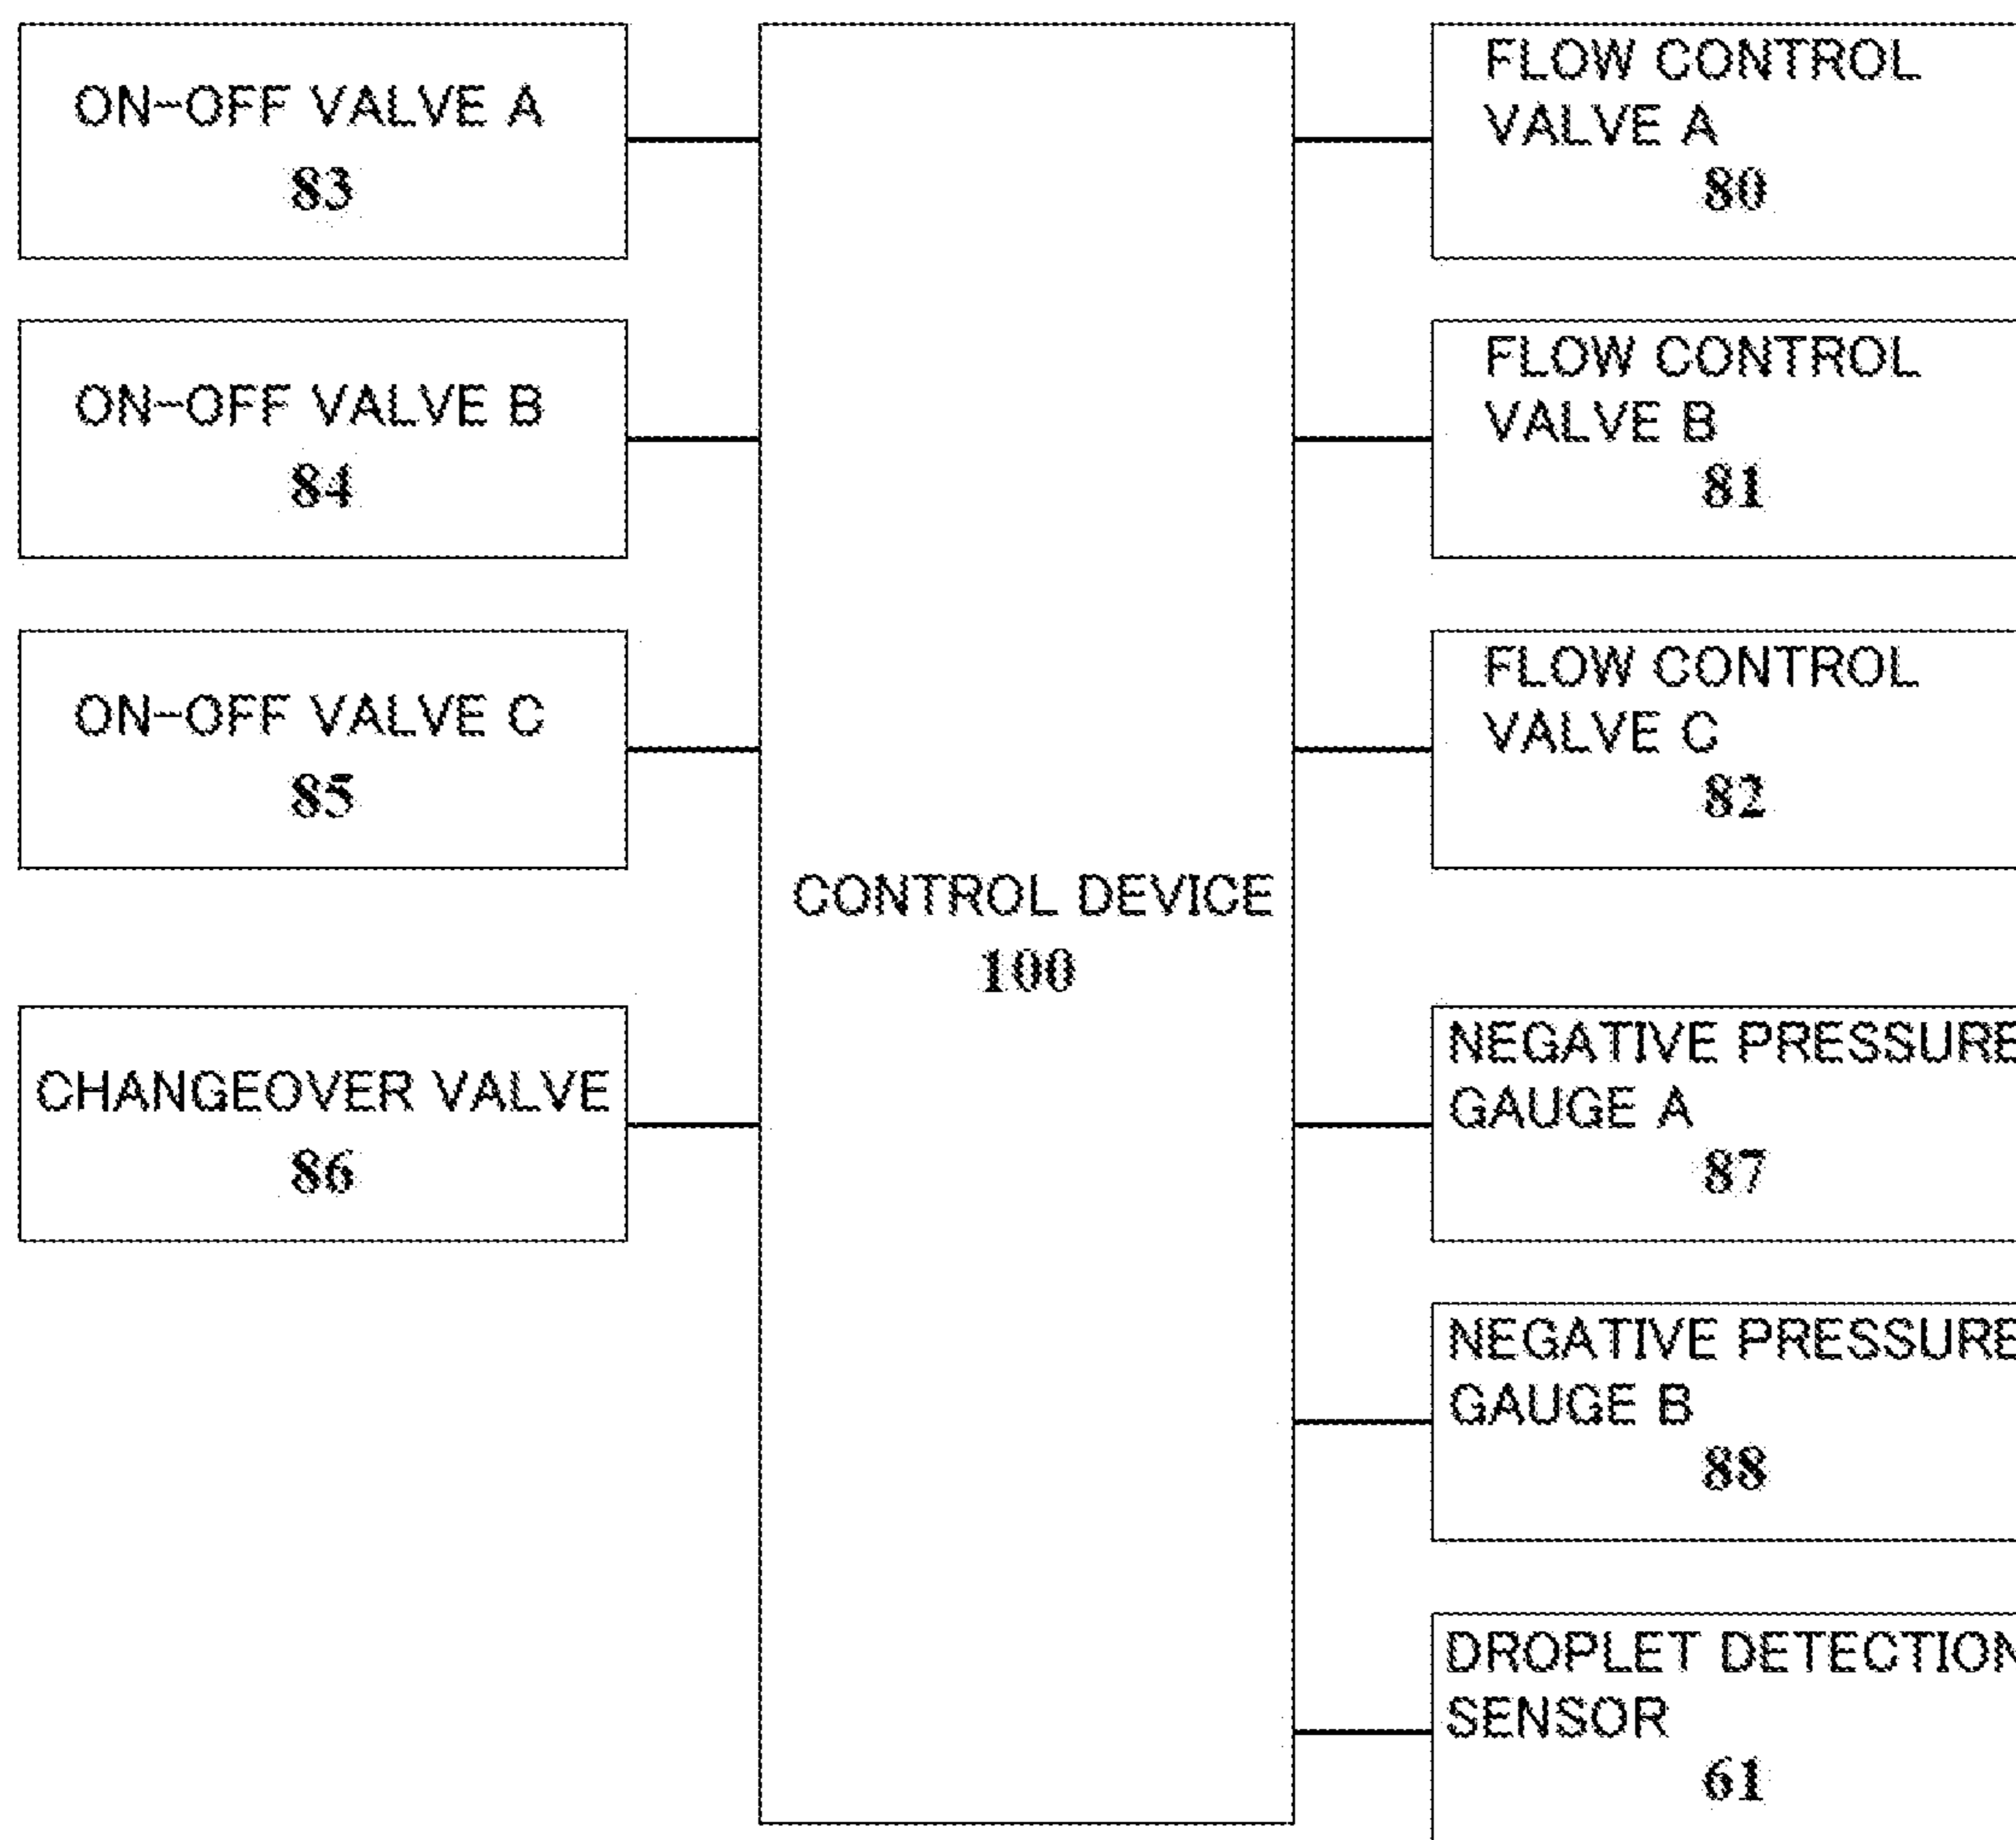 ON-OFF VALVE A
83
ON-OFF VALVE B
84
ON-OFF VALVE C
85
CHANGEOVER VALVE
86
CONTROL DEVICE
100
FLOW CONTROL
VALVE A
80
FLOW CONTROL
VALVE B
81
FLOW CONTROL
VALVE C
82
NEGATIVE PRESSURE
GAUGE A
87
NEGATIVE PRESSURE
GAUGE B
88
DROPLET DETECTION
SENSOR
61